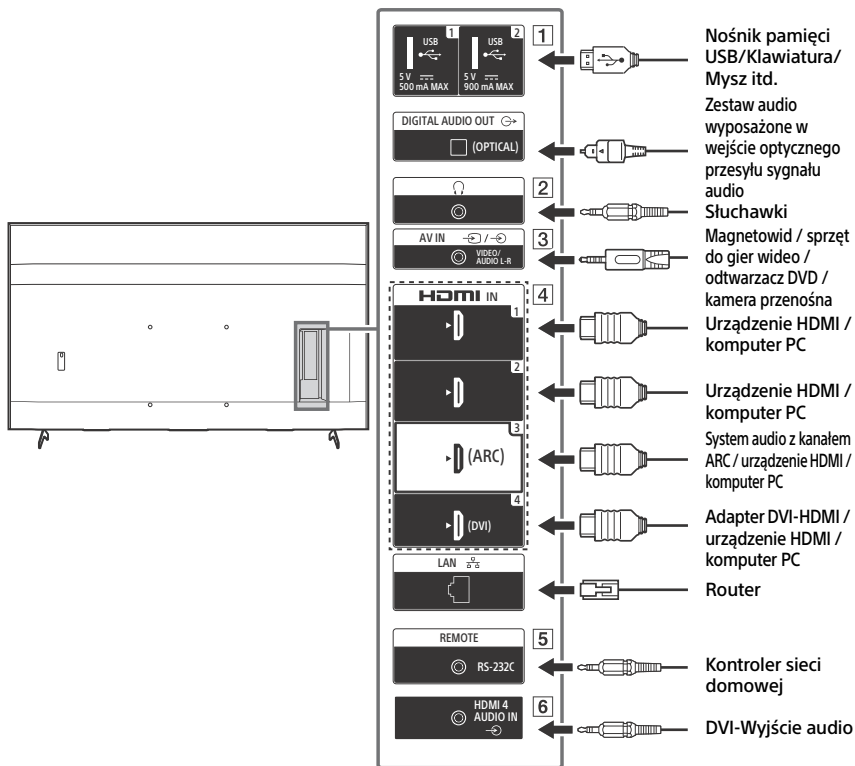 1
2
USB
USB
5 V
500 mA MAX
5 V
900 mA MAX
1
Nośnik pamięci
USB/Klawiatura/
Mysz itd.
DIGITAL AUDIO OUT
(OPTICAL)
Zestaw audio
wyposażone w
wejście optycznego
przesyłu sygnału
audio
2
Słuchawki
AV IN
/
3
VIDEO/
AUDIO L-R
Magnetowid / sprzęt
do gier wideo /
odtwarzacz DVD /
kamera przenośna
HDMI IN
4
1
Urządzenie HDMI /
komputer PC
2
Urządzenie HDMI /
komputer PC
3
(ARC)
System audio z kanałem
ARC / urządzenie HDMI /
komputer PC
4
(DVI)
Adapter DVI-HDMI /
urządzenie HDMI /
komputer PC
LAN
Router
REMOTE
5
RS-232C
Kontroler sieci
domowej
HDMI 4
AUDIO IN
6
DVI-Wyjście audio